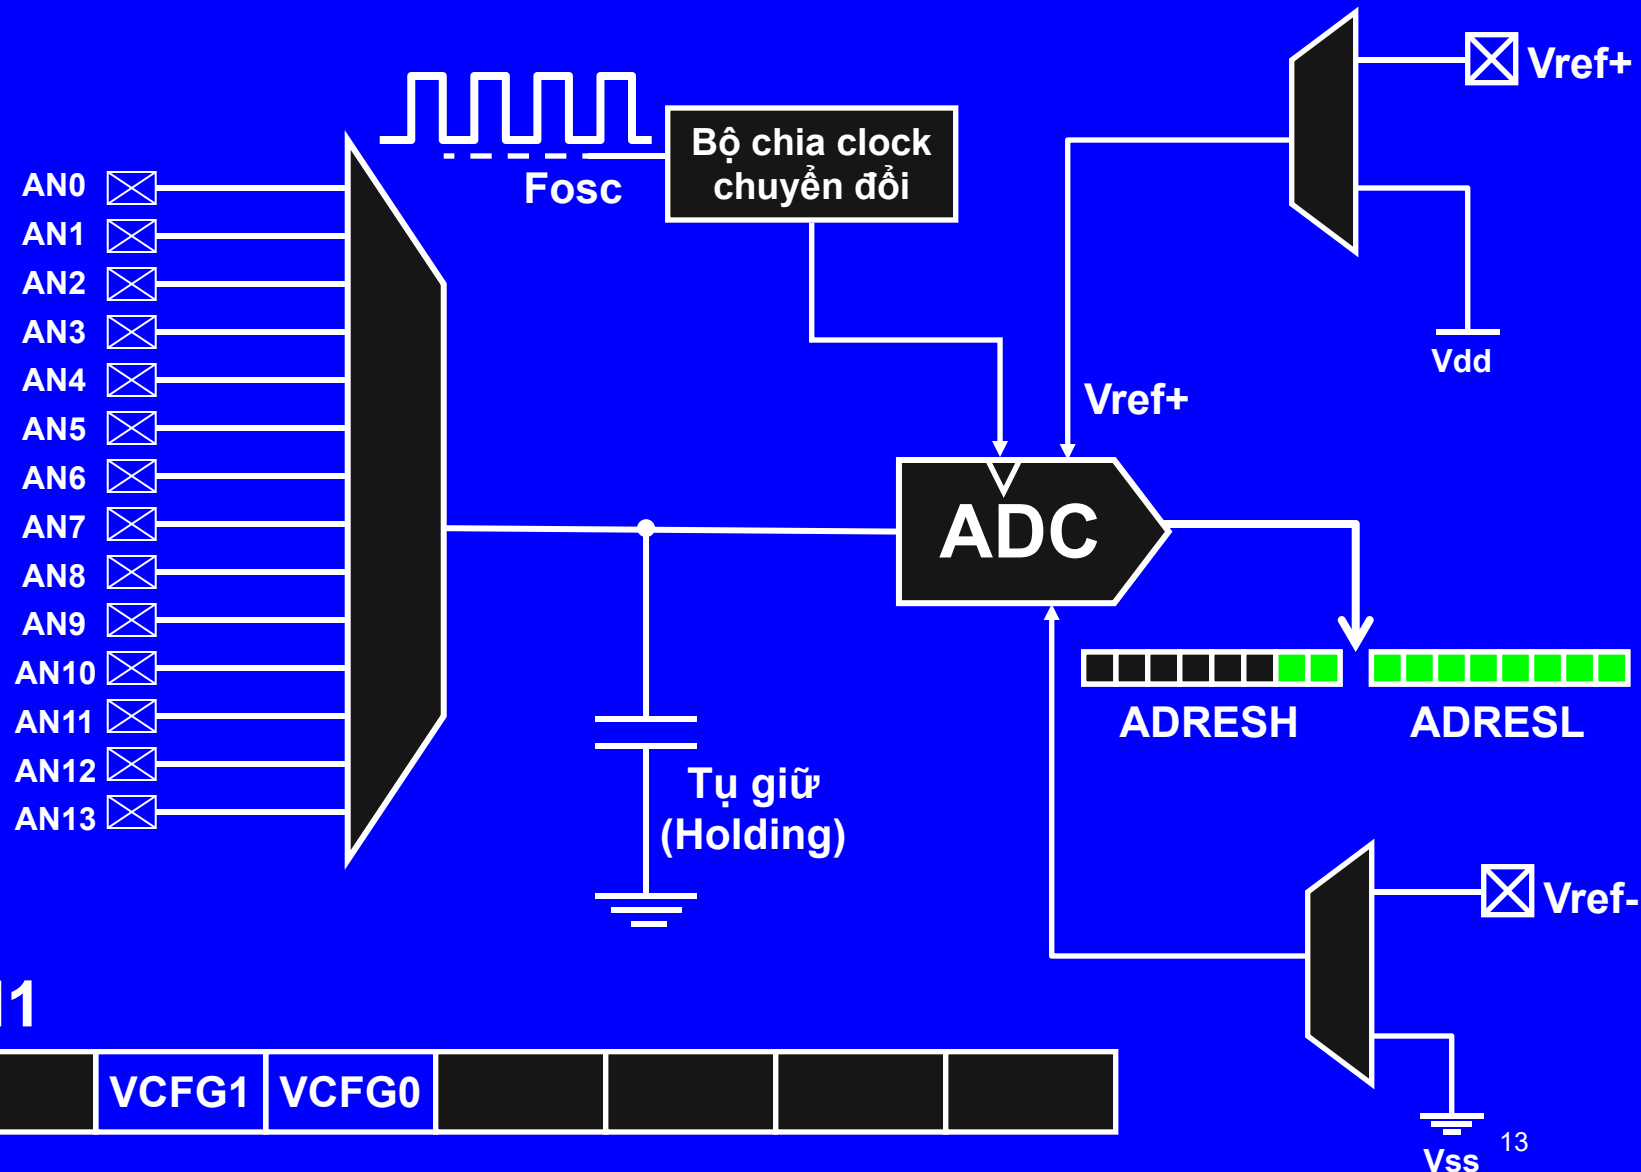 Vref+
Bộ chia clock
chuyển đổi
Fosc
AN0
AN1
AN2
AN3
AN4
AN5
AN6
AN7
AN8
AN9
AN10
AN11
AN12
AN13
Vdd
Vref+
ADC
ADRESH
ADRESL
Tụ giữ
(Holding)
Vref-
1
VCFG1
VCFG0
Vss
13